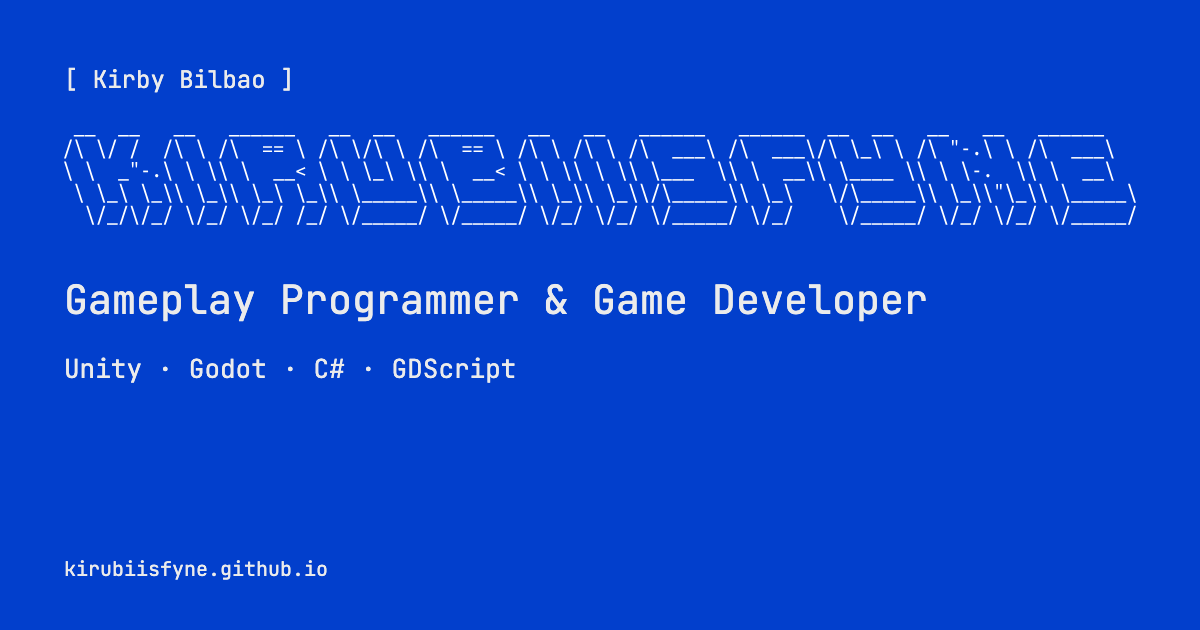 [ Kirby Bilbao ]
KIRUBIISFYNE
Gameplay Programmer & Game Developer
Unity · Godot · C# · GDScript
kirubiisfyne.github.io